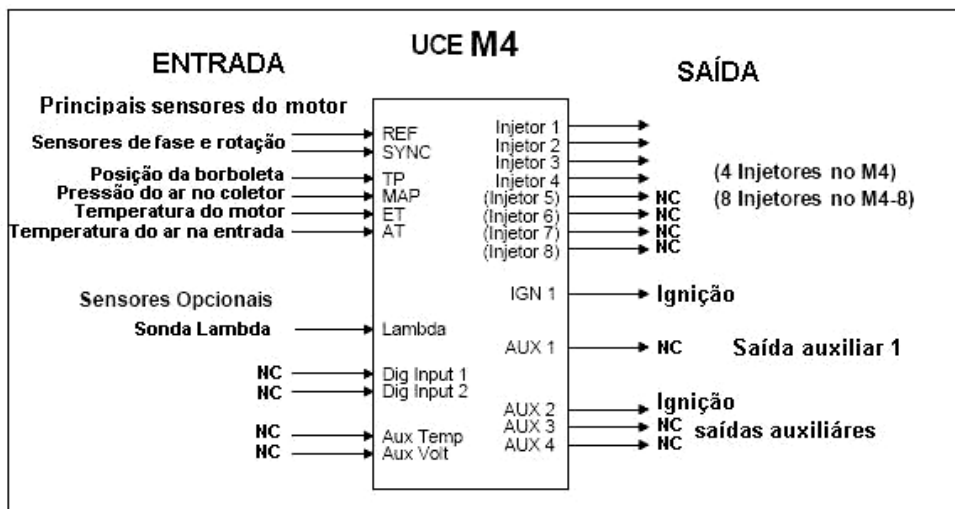 UCE M4
ENTRADA
SAÍDA
Principais sensores do motor
Sensores de fase e rotação
REF
SYNC
Posição da borboleta
TP
Pressão do ar no coletor
MAP
Temperatura do motor
ET
Temperatura do ar na entrada
AT
Sensores Opcionais
Sonda Lambda
Lambda
NC
Dig Input 1
NC
Dig Input 2
NC
Aux Temp
NC
Aux Volt
Injetor 1
Injetor 2
Injetor 3
Injetor 4
(4 Injetores no M4)
(Injetor 5)
NC
(8 Injetores no M4-8)
(Injetor 6)
NC
(Injetor 7)
NC
(Injetor 8)
NC
IGN 1
Ignição
AUX 1
NC
Saída auxiliar 1
AUX 2
Ignição
AUX 3
NC
saídas auxiliáres
AUX 4
NC